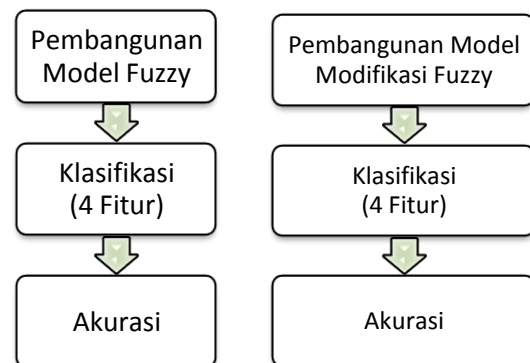 Pembangunan
Model Fuzzy
Klasifikasi
(4 Fitur)
Akurasi
Pembangunan Model
Modifikasi Fuzzy
Klasifikasi
(4 Fitur)
Akurasi